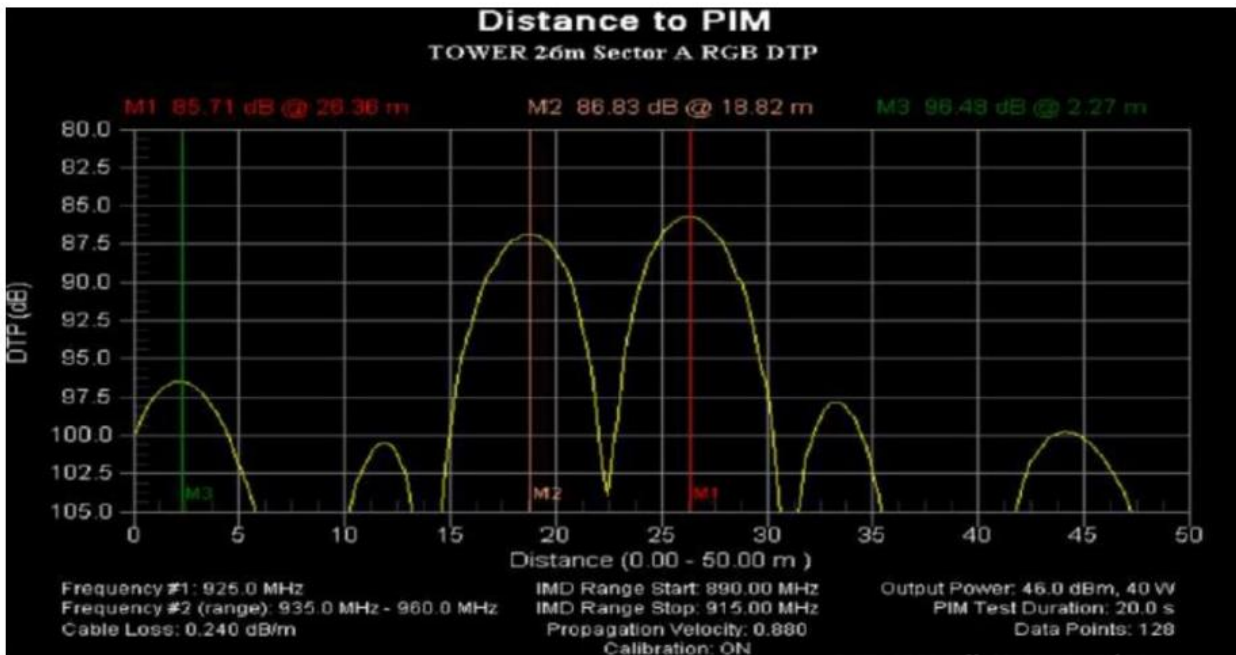 Distance to PIM
TOWER 26m Sector A RGB DTP
M1 85.71 dB @ 26.36 m M2 86.83 dB @ 18.82 m M3 96.48 dB @ 2.27 m
80.0
82.5
85.0
87.5
90.0
92.5
95.0
97.5
100.0
102.5
105.0
DTP (dB)
M3 M2 M1
0 5 10 15 20 25 30 35 40 45 50
Distance (0.00 - 50.00 m )
Frequency #1: 925.0 MHz IMD Range Start: 890.00 MHz Output Power: 46.0 dBm, 40 W
Frequency #2 (range): 935.0 MHz - 960.0 MHz IMD Range Stop: 915.00 MHz PIM Test Duration: 20.0 s
Cable Loss: 0.240 dB/m Propagation Velocity: 0.880 Data Points: 128
Calibration: ON